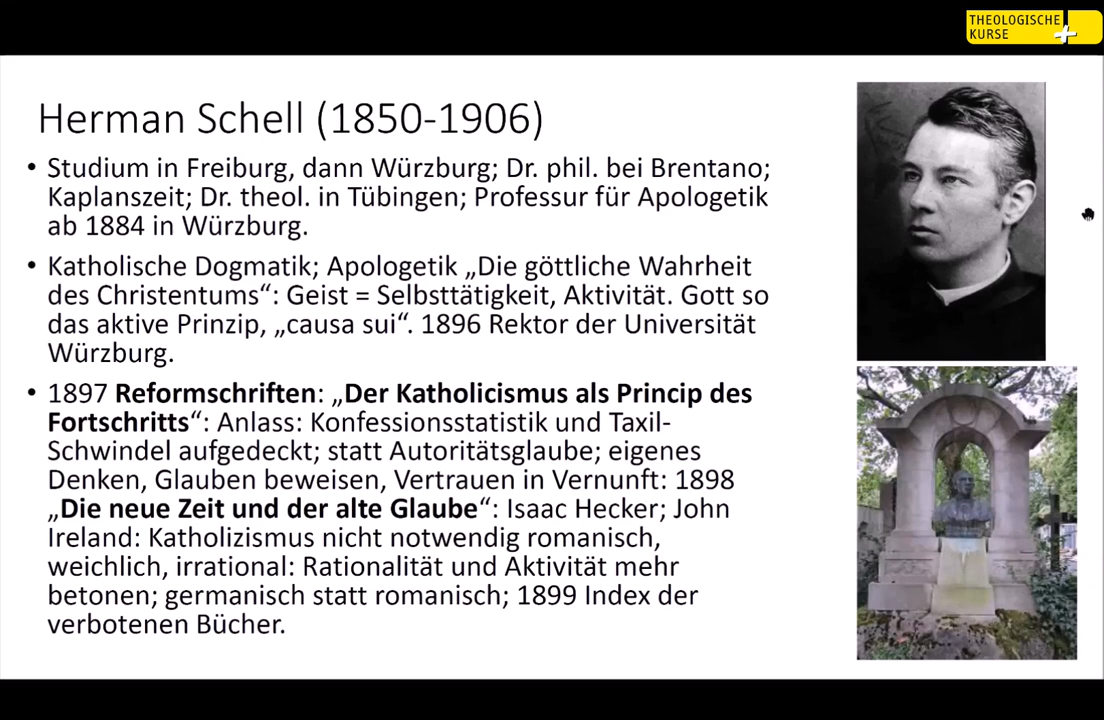 THEOLOGISCHE
KURSE
Herman Schell (1850-1906)
• Studium in Freiburg, dann Würzburg; Dr. phil. bei Brentano;
Kaplanszeit; Dr. theol. in Tübingen; Professur für Apologetik
ab 1884 in Würzburg.
• Katholische Dogmatik; Apologetik „Die göttliche Wahrheit
des Christentums“: Geist = Selbsttätigkeit, Aktivität. Gott so
das aktive Prinzip, „causa sui“. 1896 Rektor der Universität
Würzburg.
• 1897 Reformschriften: „Der Katholicismus als Princip des
Fortschritts“: Anlass: Konfessionsstatistik und Taxil-
Schwindel aufgedeckt; statt Autoritätsglaube; eigenes
Denken, Glauben beweisen, Vertrauen in Vernunft: 1898
„Die neue Zeit und der alte Glaube“: Isaac Hecker; John
Ireland: Katholizismus nicht notwendig romanisch,
weichlich, irrational: Rationalität und Aktivität mehr
betonen; germanisch statt romanisch; 1899 Index der
verbotenen Bücher.